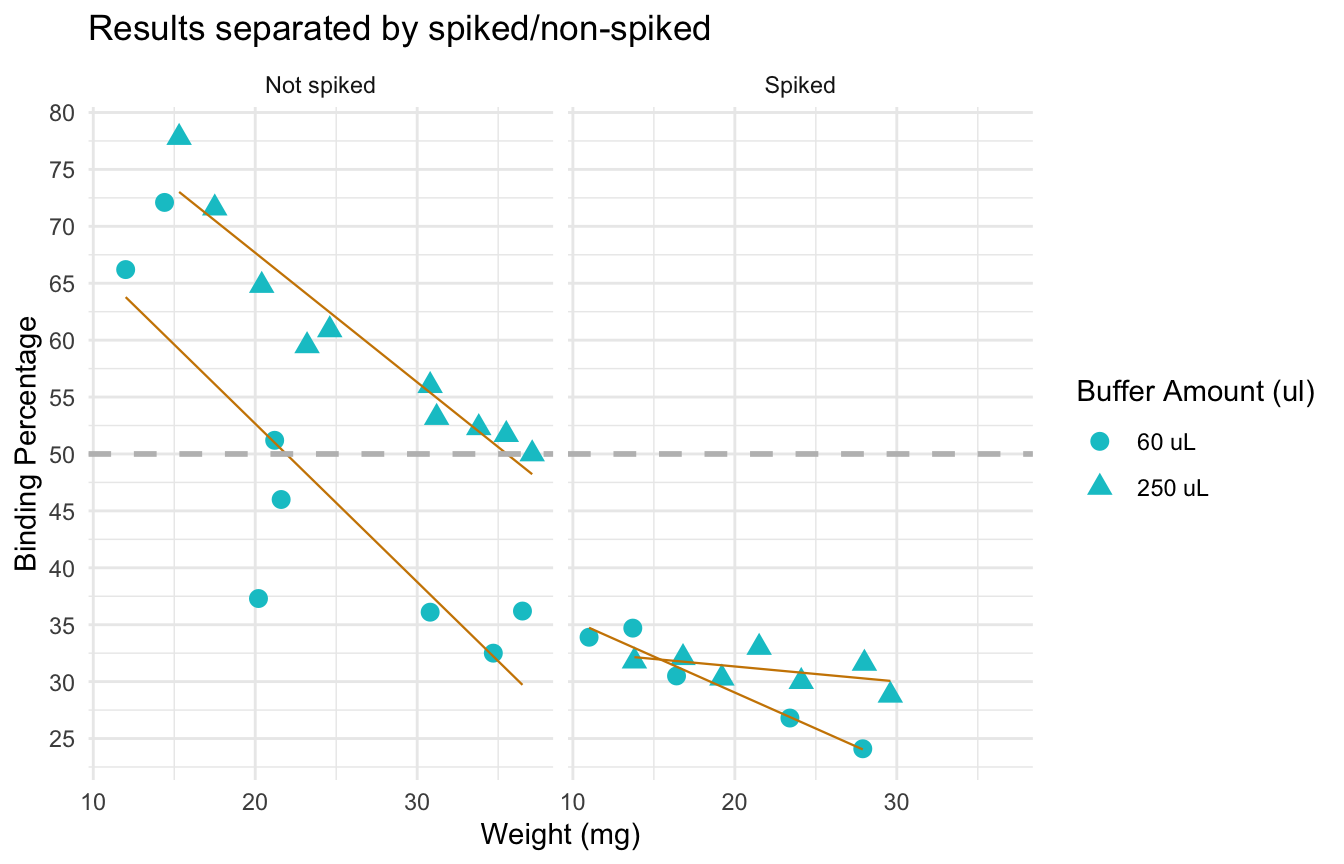 Results separated by spiked/non-spiked
Not spiked
Spiked
80
75
70
65
60
55
50
45
40
35
30
25
Binding Percentage
10
20
30
10
20
30
Weight (mg)
Buffer Amount (ul)
60 uL
250 uL